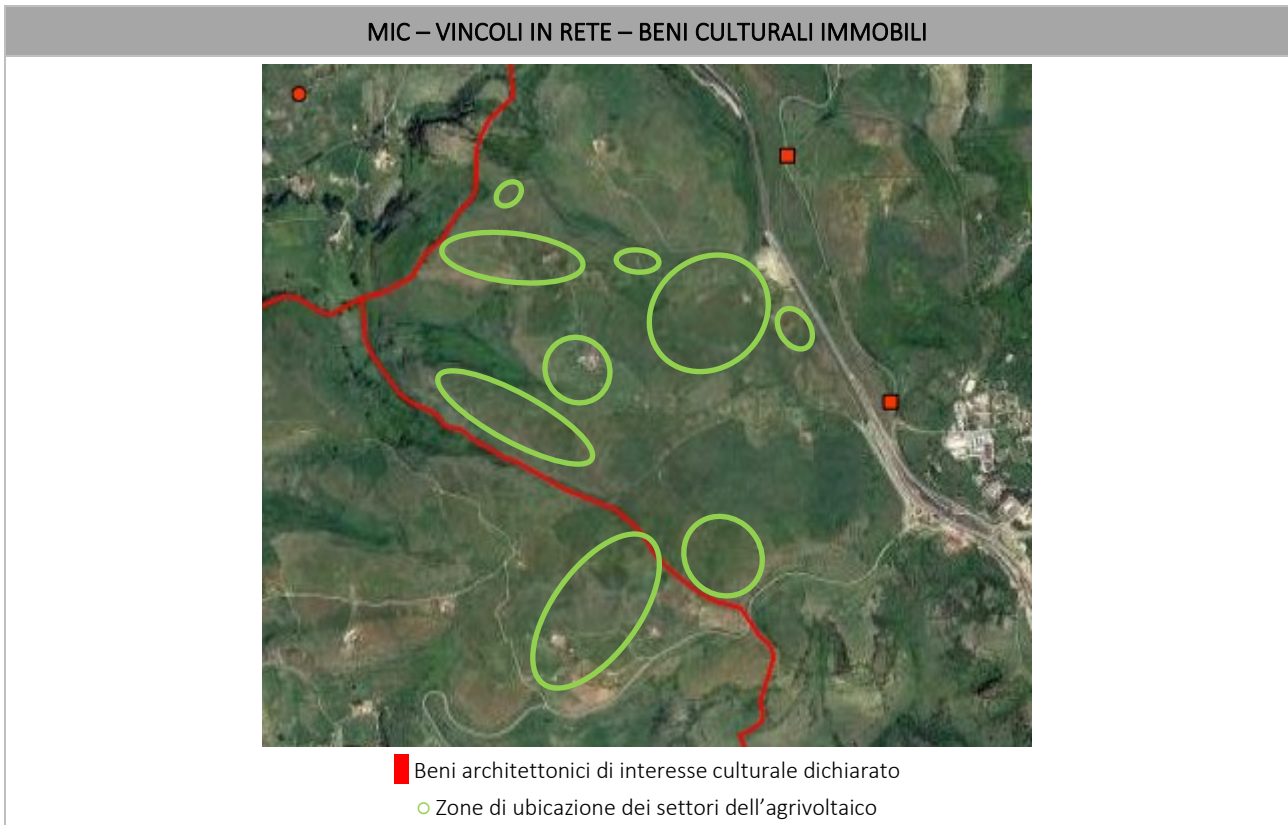 MIC – VINCOLI IN RETE – BENI CULTURALI IMMOBILI
Beni architettonici di interesse culturale dichiarato
Zone di ubicazione dei settori dell’agrivoltaico